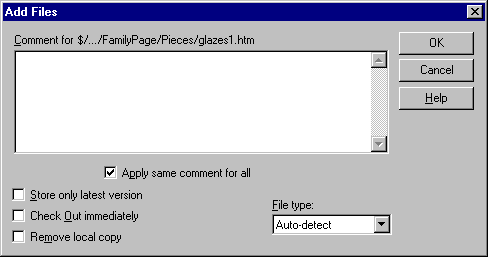 Add Files
Comment for $/.../FamilyPage/Pieces/glazes1.htm
OK
Cancel
Help
Apply same comment for all
Store only latest version
Check Out immediately
Remove local copy
File type:
Auto-detect